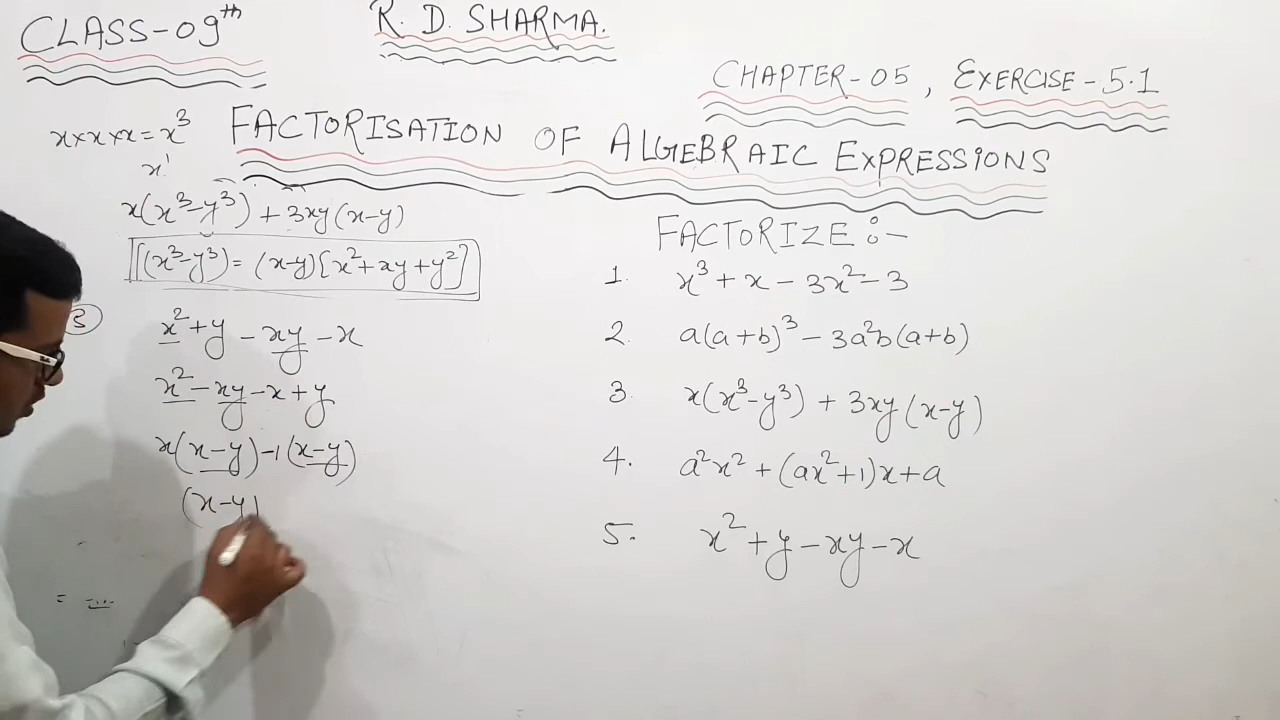 CLASS-09th
R. D. SHARMA.
CHAPTER-05, EXERCISE-5.1
FACTORISATION OF ALGEBRAIC EXPRESSIONS
x×x×x=x³
x¹
x(x³-y³)+3xy(x-y)
[(x³-y³)=(x-y)[x²+xy+y²]
x²+y-xy-x
x²-xy-x+y
x(x-y)-1(x-y)
(x-y)
FACTORIZE:-
1. x³+x-3x²-3
2. a(a+b)³-3a²b(a+b)
3. x(x³-y³)+3xy(x-y)
4. a²x²+(ax²+1)x+a
5. x²+y-xy-x